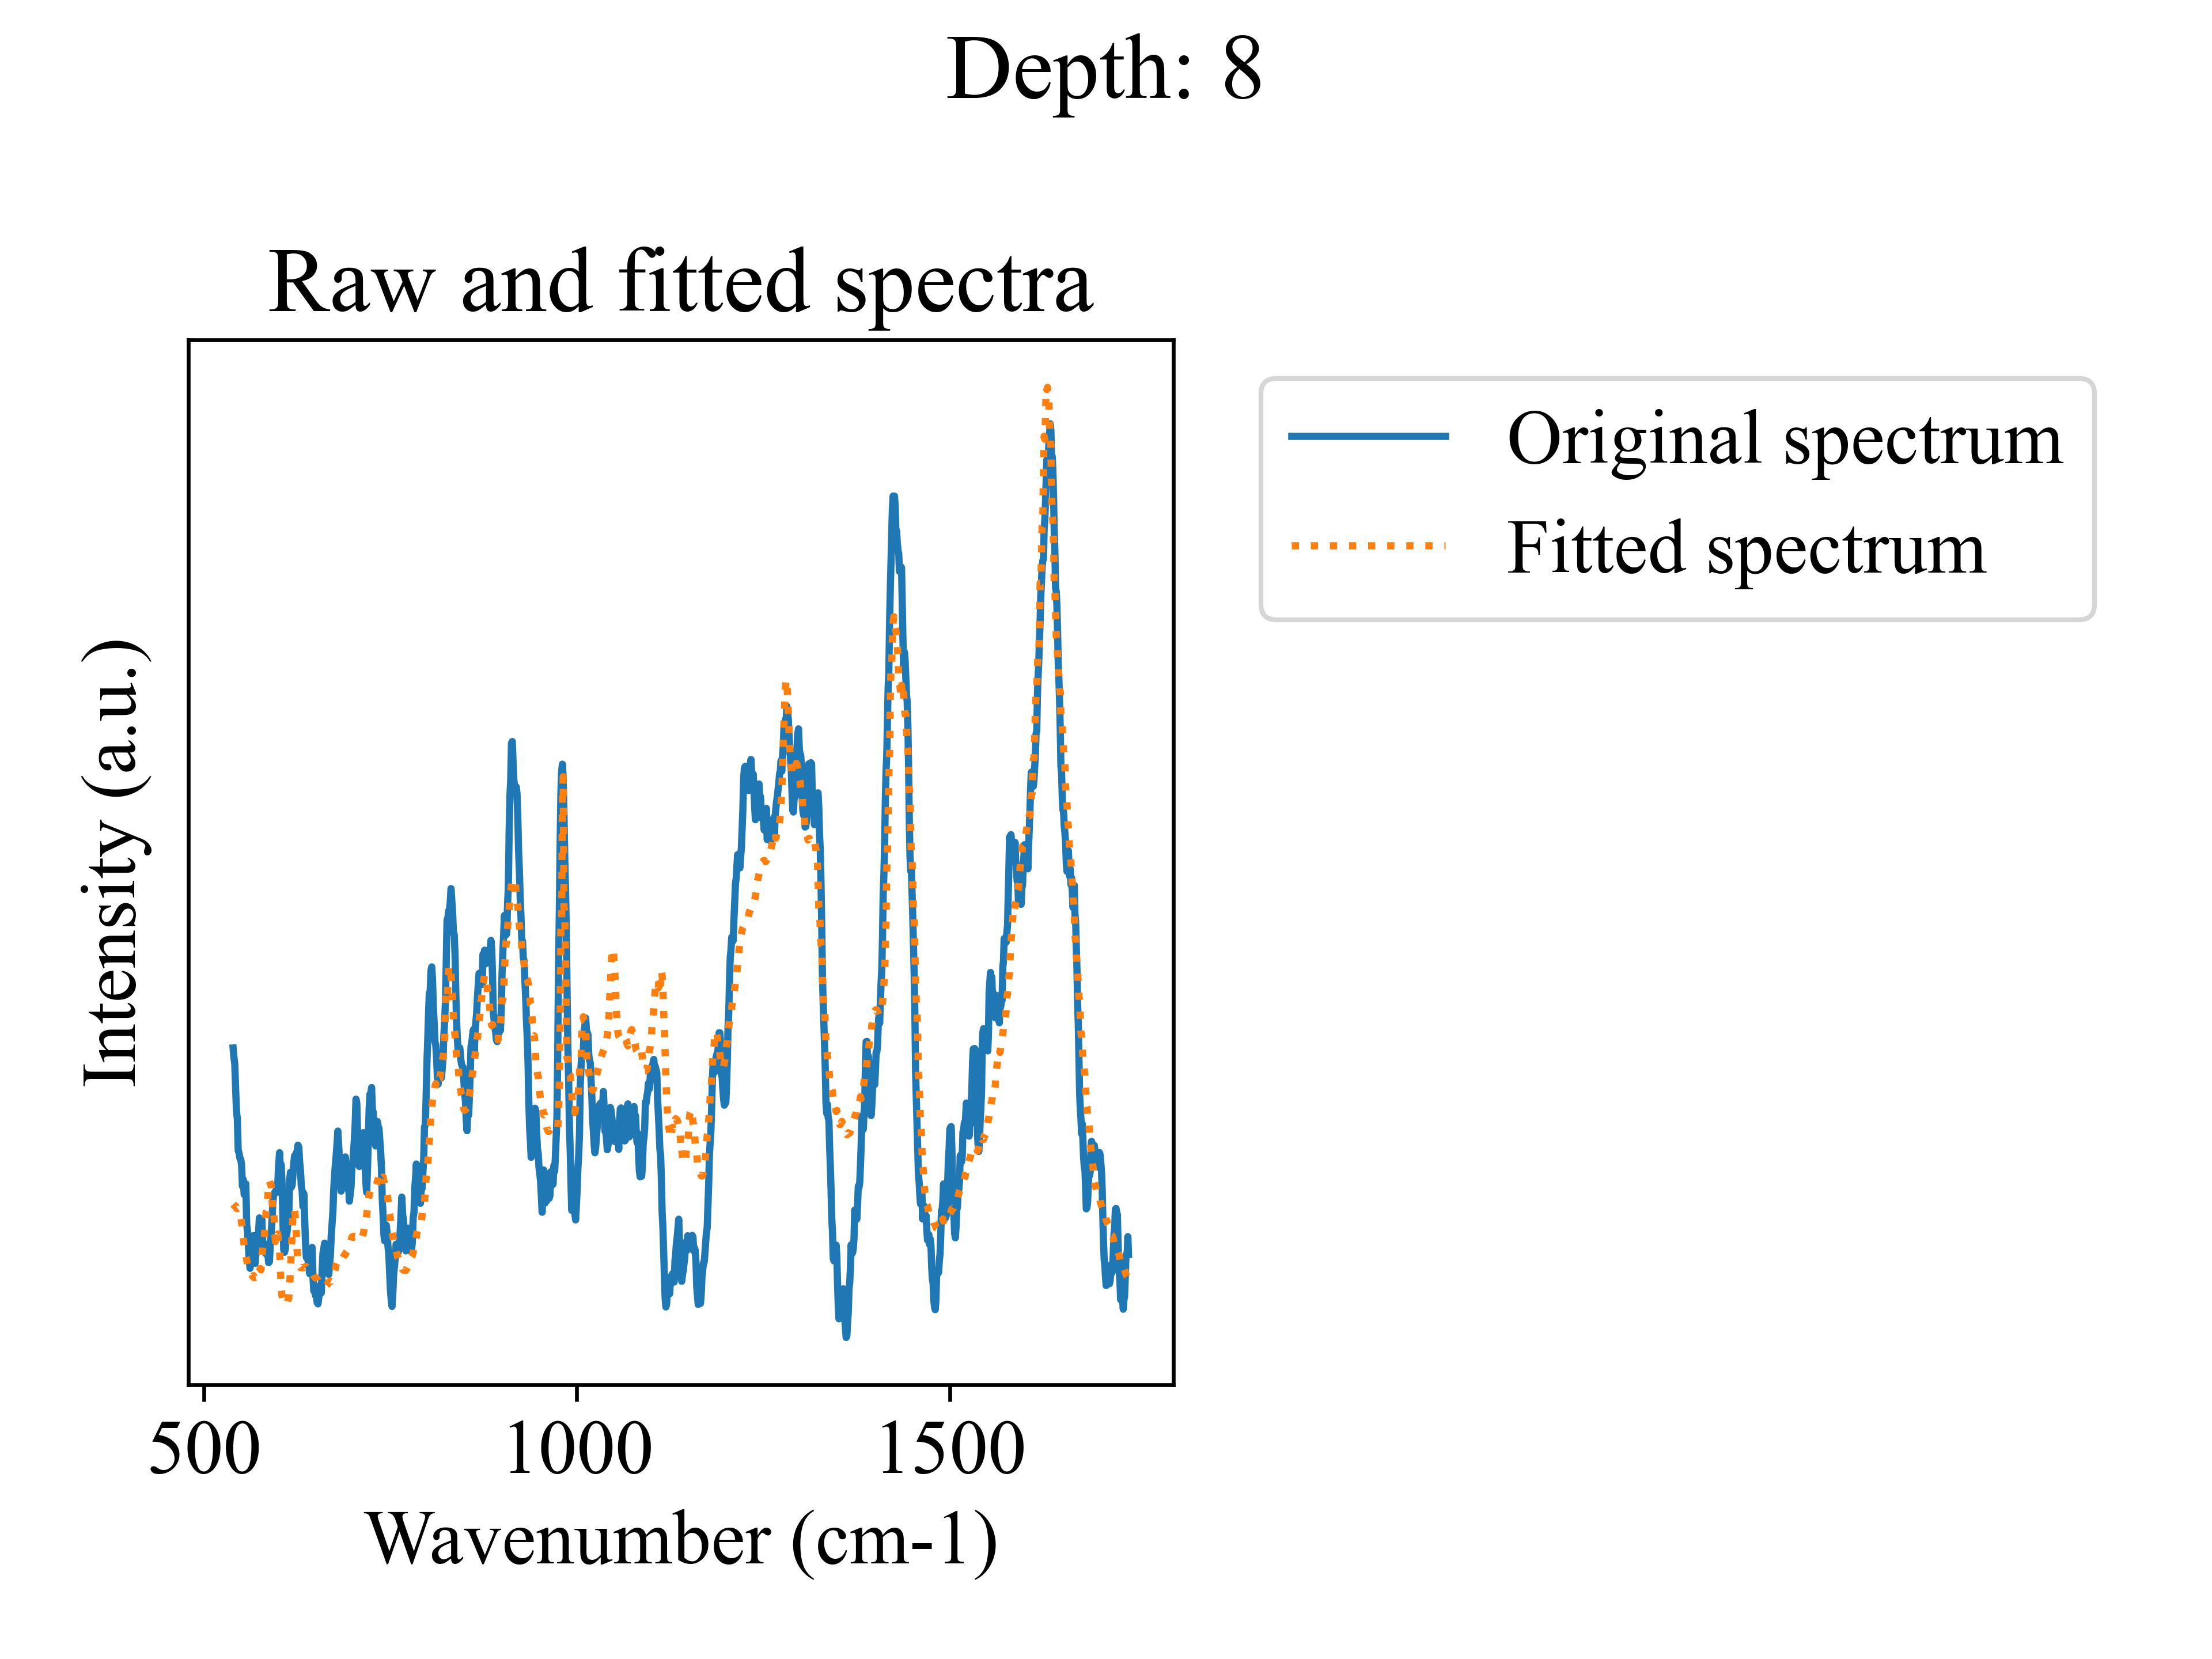 Depth: 8
Raw and fitted spectra
Original spectrum
Fitted spectrum
Intensity (a.u.)
500 1000 1500
Wavenumber (cm-1)